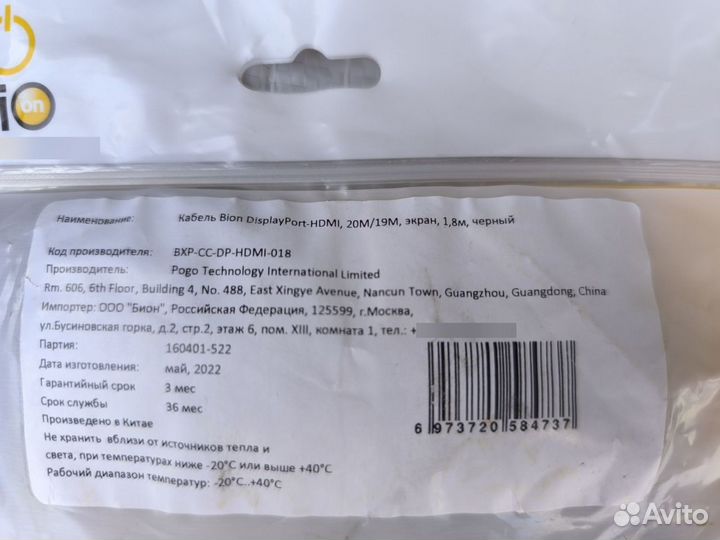 iO on
Наименование: Кабель Bion DisplayPort-HDMI, 20M/19M, экран, 1,8м, черный
Код производителя: BXP-CC-DP-HDMI-018
Производитель: Pogo Technology International Limited
Rm. 606, 6th Floor, Building 4, No. 488, East Xingye Avenue, Nancun Town, Guangzhou, Guangdong, China
Импортер: ООО "Бион", Российская Федерация, 125599, г.Москва,
ул.Бусиновская горка, д.2, стр.2, этаж 6, пом. XIII, комната 1, тел.: +
Партия: 160401-522
Дата изготовления: май, 2022
Гарантийный срок 3 мес
Срок службы 36 мес
Произведено в Китае
Не хранить вблизи от источников тепла и
света, при температурах ниже -20°C или выше +40°C
Рабочий диапазон температур: -20°C..+40°C
6 973720 584737
Avito